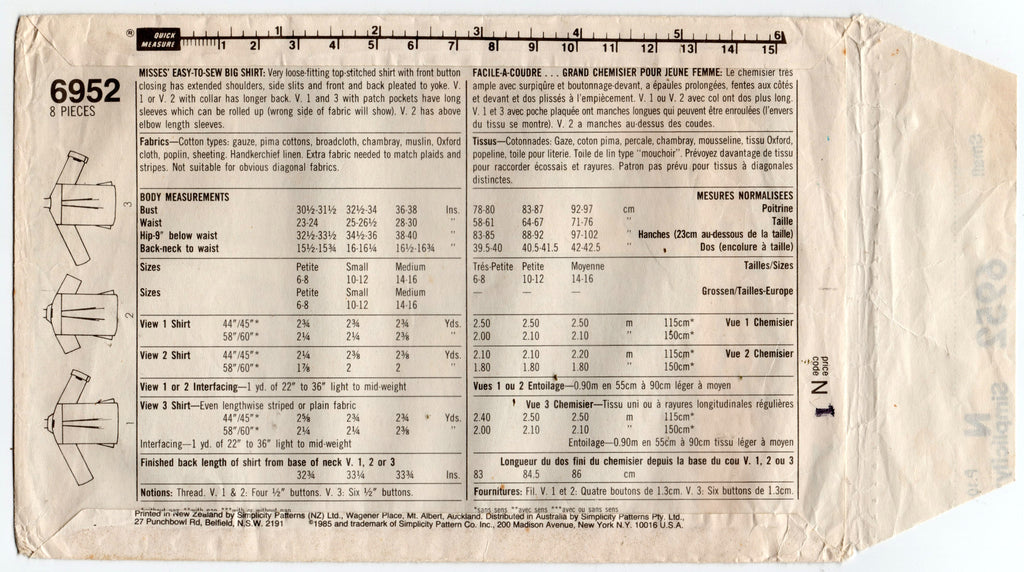 ® QUICK MEASURE
1 2 3 4 5 6
1 2 3 4 5 6 7 8 9 10 11 12 13 14 15
6952
8 PIECES
3
2
1
MISSES' EASY-TO-SEW BIG SHIRT: Very loose-fitting top-stitched shirt with front button
closing has extended shoulders, side slits and front and back pleated to yoke. V.
1 or V. 2 with collar has longer back. V. 1 and 3 with patch pockets have long
sleeves which can be rolled up (wrong side of fabric will show). V. 2 has above
elbow length sleeves.
Fabrics—Cotton types: gauze, pima cottons, broadcloth, chambray, muslin, Oxford
cloth, poplin, sheeting. Handkerchief linen. Extra fabric needed to match plaids and
stripes. Not suitable for obvious diagonal fabrics.
BODY MEASUREMENTS
Bust 30½-31½ 32½-34 36-38 Ins.
Waist 23-24 25-26½ 28-30 "
Hip-9" below waist 32½-33½ 34½-36 38-40 "
Back-neck to waist 15½-15¾ 16-16¼ 16½-16¾ "
Sizes Petite Small Medium
6-8 10-12 14-16
Sizes Petite Small Medium
6-8 10-12 14-16
View 1 Shirt 44"/45"* 2¾ 2¾ 2¾ Yds.
58"/60"* 2¼ 2¼ 2⅜ "
View 2 Shirt 44"/45"* 2¼ 2⅜ 2⅜ Yds.
58"/60"* 1⅞ 2 2 "
View 1 or 2 Interfacing—1 yd. of 22" to 36" light to mid-weight
View 3 Shirt—Even lengthwise striped or plain fabric
44"/45"* 2⅝ 2¾ 2¾ Yds.
58"/60"* 2¼ 2¼ 2⅜ "
Interfacing—1 yd. of 22" to 36" light to mid-weight
Finished back length of shirt from base of neck V. 1, 2 or 3
32¾ 33¼ 33¾ Ins.
Notions: Thread. V. 1 & 2: Four ½" buttons. V. 3: Six ½" buttons.
FACILE-A-COUDRE . . . GRAND CHEMISIER POUR JEUNE FEMME: Le chemisier très
ample avec surpiqûre et boutonnage-devant, a épaules prolongées, fentes aux côtés
et devant et dos plissés à l'empiècement. V. 1 ou V. 2 avec col ont dos plus long.
V. 1 et 3 avec poche plaquée ont manches longues qui peuvent être enroulées (l'envers
du tissu se montre). V. 2 a manches au-dessus des coudes.
Tissus—Cotonnades: Gaze, coton pima, percale, chambray, mousseline, tissu Oxford,
popeline, toile pour literie. Toile de lin type "mouchoir". Prévoyez davantage de tissu
pour raccorder écossais et rayures. Patron pas prévu pour tissus à diagonales
distinctes.
MESURES NORMALISEES
78-80 83-87 92-97 cm Poitrine
58-61 64-67 71-76 " Taille
83-85 88-92 97-102 " Hanches (23cm au-dessous de la taille)
39.5-40 40.5-41.5 42-42.5 " Dos (encolure à taille)
Très-Petite Petite Moyenne Tailles/Sizes
6-8 10-12 14-16
Grossen/Tailles-Europe
— — —
2.50 2.50 2.50 m 115cm* Vue 1 Chemisier
2.00 2.10 2.10 " 150cm*
2.10 2.10 2.20 m 115cm* Vue 2 Chemisier
1.80 1.80 1.80 " 150cm*
Vues 1 ou 2 Entoilage—0.90m en 55cm à 90cm léger à moyen
Vue 3 Chemisier—Tissu uni ou à rayures longitudinales régulières
2.40 2.50 2.50 m 115cm*
2.00 2.10 2.10 " 150cm*
Entoilage—0.90m en 55cm à 90cm tissu léger à moyen
Longueur du dos fini du chemisier depuis la base du cou V. 1, 2 ou 3
83 84.5 86 cm
Fournitures: Fil. V. 1 et 2: Quatre boutons de 1.3cm. V. 3: Six buttons de 1.3cm.
*sans sens **avec sens ***avec ou sans sens
Printed in New Zealand by Simplicity Patterns (NZ) Ltd., Wagener Place, Mt. Albert, Auckland. Distributed in Australia by Simplicity Patterns Pty. Ltd.,
27 Punchbowl Rd, Belfield, N.S.W. 2191 ©1985 and trademark of Simplicity Pattern Co. Inc., 200 Madison Avenue, New York N.Y. 10016 U.S.A.
price code N 1
Small
6952
N
Simplicity